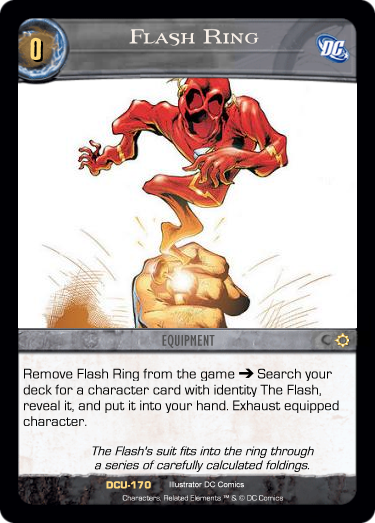 0
Flash Ring
DC
EQUIPMENT
Remove Flash Ring from the game ➔ Search your
deck for a character card with identity The Flash,
reveal it, and put it into your hand. Exhaust equipped
character.
The Flash's suit fits into the ring through
a series of carefully calculated foldings.
DCU-170 Illustrator DC Comics
Characters, Related Elements ™ & © DC Comics